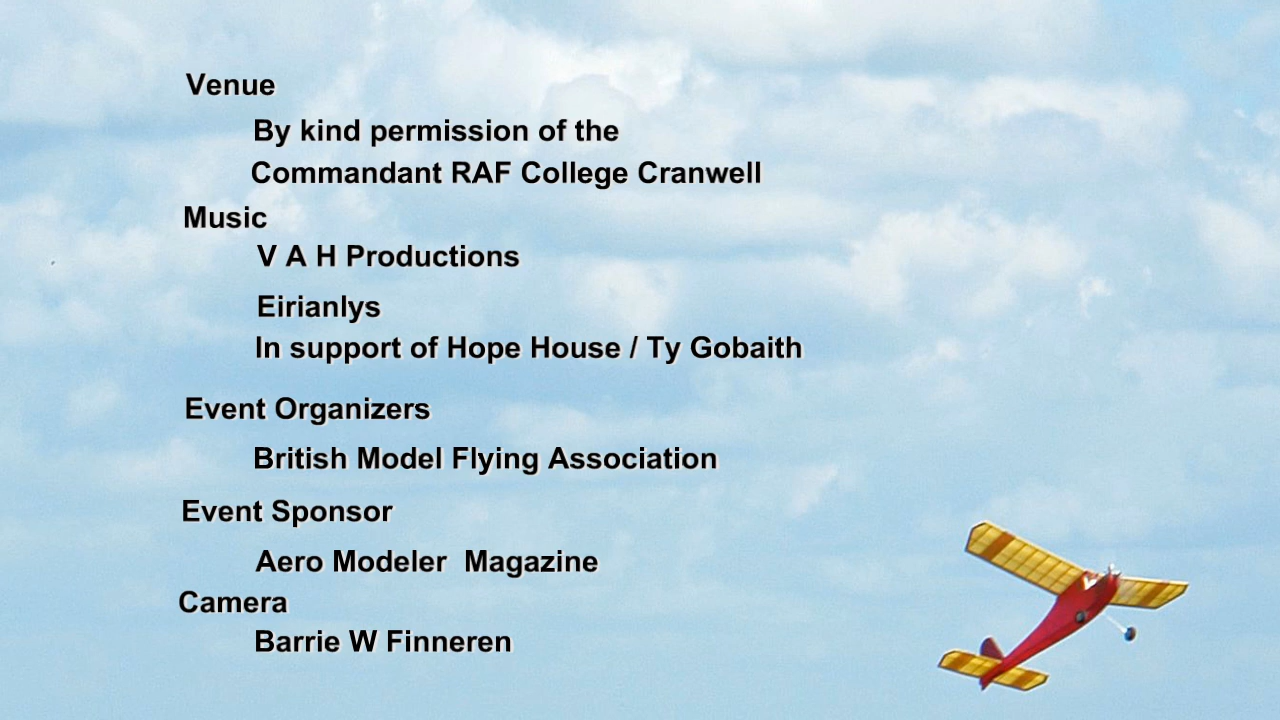 Venue
By kind permission of the
Commandant RAF College Cranwell
Music
V A H Productions
Eirianlys
In support of Hope House / Ty Gobaith
Event Organizers
British Model Flying Association
Event Sponsor
Aero Modeler  Magazine
Camera
Barrie W Finneren